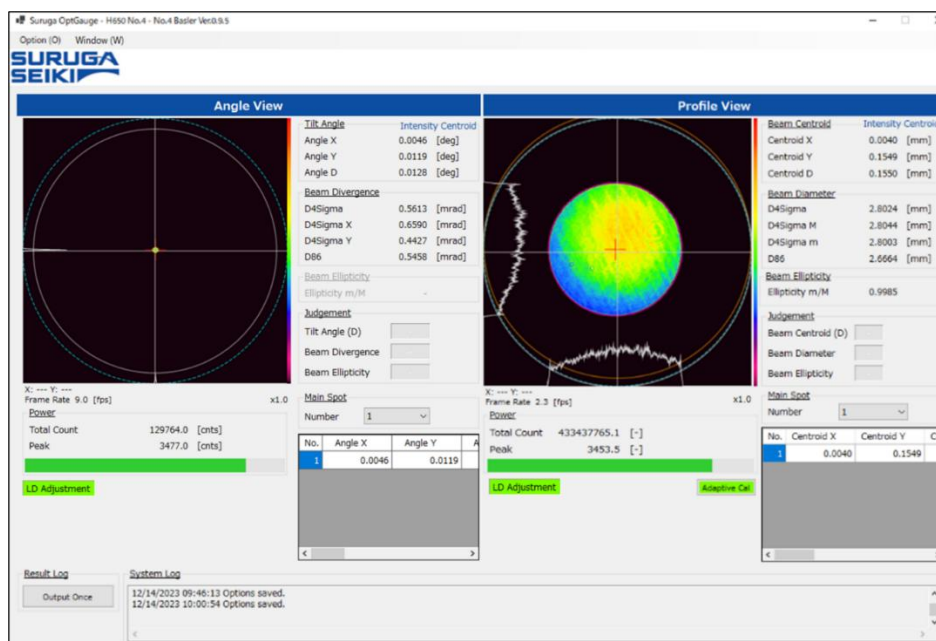 Suruga OptGauge - H650 No.4 - No.4 Basler Ver.0.9.5
Option (O) Window (W)
SURUGA
SEIKI
Angle View
Tilt Angle Intensity Centroid
Angle X 0.0046 [deg]
Angle Y 0.0119 [deg]
Angle D 0.0128 [deg]
Beam Divergence
D4Sigma 0.5613 [mrad]
D4Sigma X 0.6590 [mrad]
D4Sigma Y 0.4427 [mrad]
D86 0.5458 [mrad]
Beam Ellipticity
Ellipticity m/M -
Judgement
Tilt Angle (D)
Beam Divergence
Beam Ellipticity
X: --- Y: ---
Frame Rate 9.0 [fps] x1.0
Power
Total Count 129764.0 [cnts]
Peak 3477.0 [cnts]
LD Adjustment
Main Spot
Number 1
No. Angle X Angle Y A
1 0.0046 0.0119
Profile View
Beam Centroid Intensity Centroid
Centroid X 0.0040 [mm]
Centroid Y 0.1549 [mm]
Centroid D 0.1550 [mm]
Beam Diameter
D4Sigma 2.8024 [mm]
D4Sigma M 2.8044 [mm]
D4Sigma m 2.8003 [mm]
D86 2.6664 [mm]
Beam Ellipticity
Ellipticity m/M 0.9985
Judgement
Beam Centroid (D)
Beam Diameter
Beam Ellipticity
X: --- Y: ---
Frame Rate 2.3 [fps] x1.0
Power
Total Count 433437765.1 [-]
Peak 3453.5 [-]
LD Adjustment Adaptive Cal
Main Spot
Number 1
No. Centroid X Centroid Y C
1 0.0040 0.1549
Result Log
Output Once
System Log
12/14/2023 09:46:13 Options saved.
12/14/2023 10:00:54 Options saved.